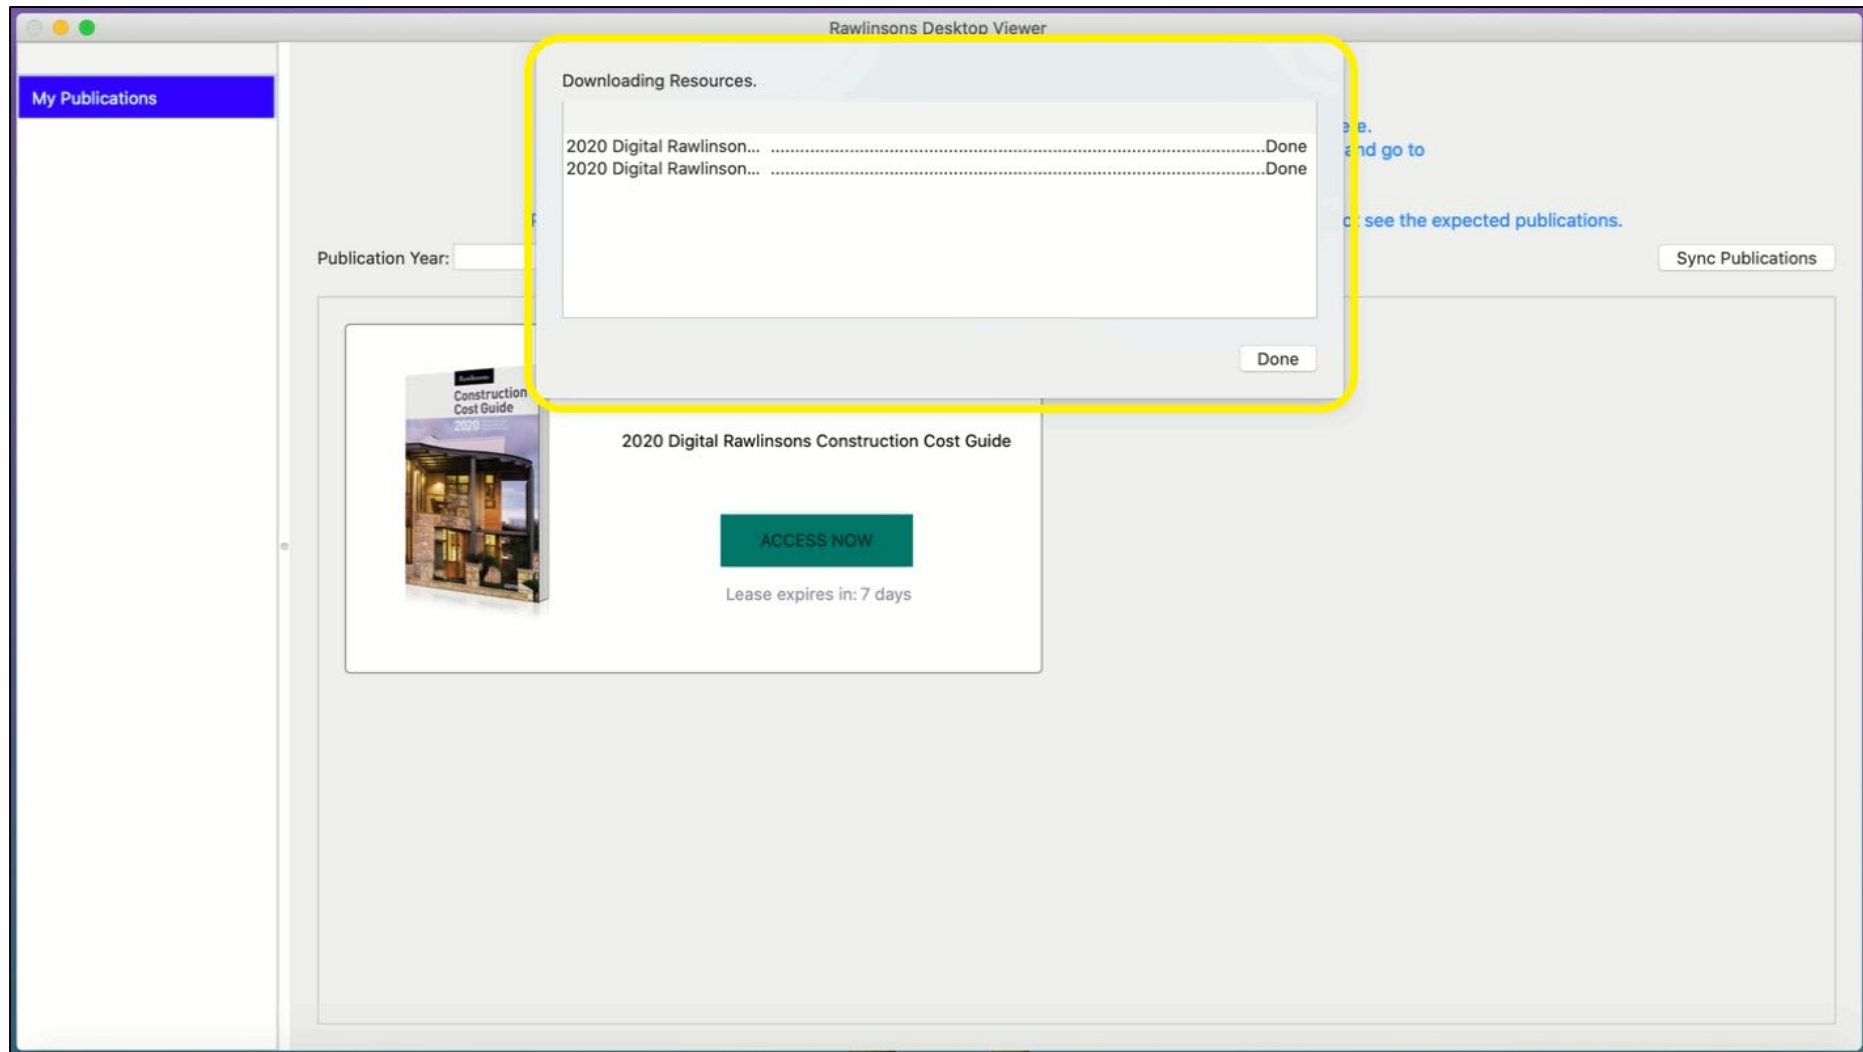 Rawlinsons Desktop Viewer
My Publications
Downloading Resources.
2020 Digital Rawlinson... ....................................................................................................Done
2020 Digital Rawlinson... ....................................................................................................Done
and go to
see the expected publications.
Publication Year:
Sync Publications
Done
Rawlinsons
Construction
Cost Guide
2020
2020 Digital Rawlinsons Construction Cost Guide
ACCESS NOW
Lease expires in: 7 days